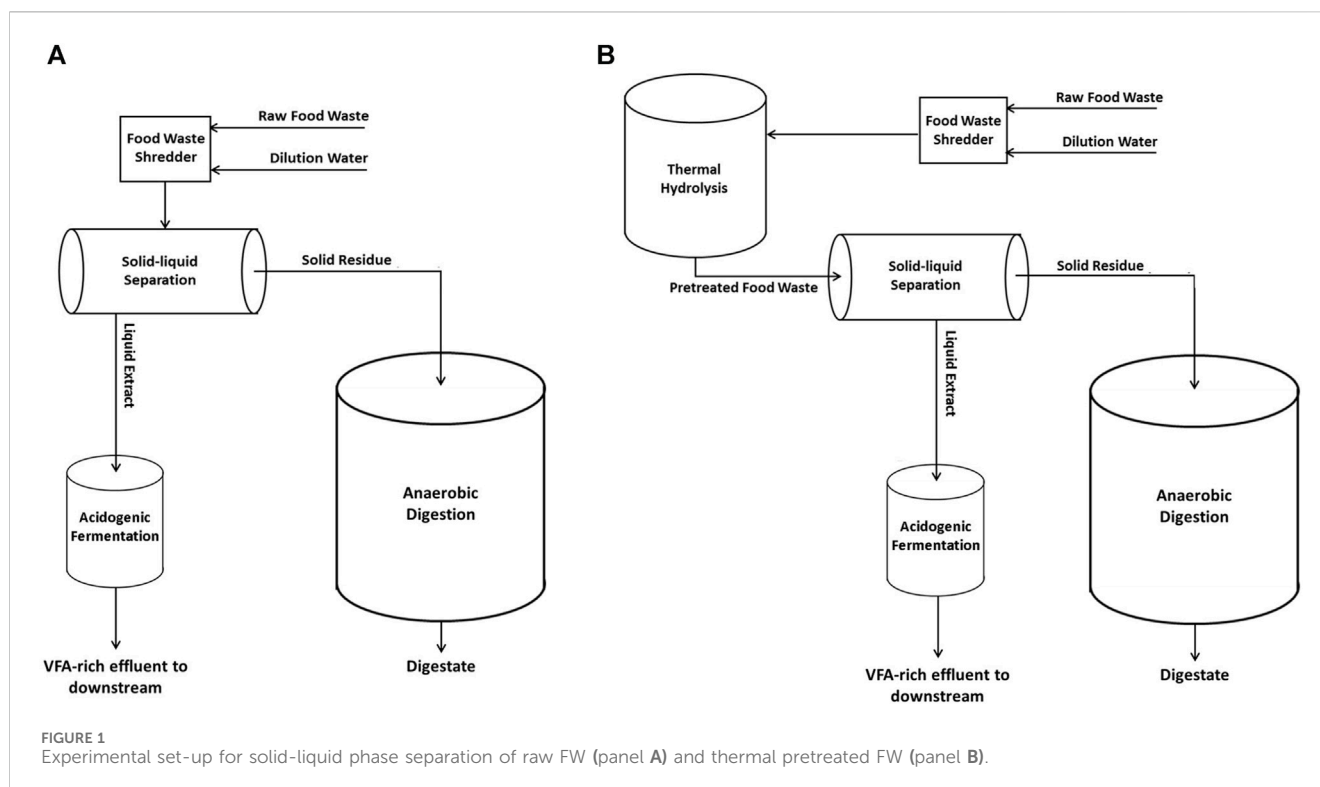 A
Raw Food Waste
Food Waste
Shredder
Dilution Water
Solid-liquid
Separation
Solid Residue
Liquid Extract
Acidogenic
Fermentation
Anaerobic
Digestion
VFA-rich effluent to
downstream
Digestate
B
Raw Food Waste
Food Waste
Shredder
Dilution Water
Thermal
Hydrolysis
Pretreated Food Waste
Solid-liquid
Separation
Solid Residue
Liquid Extract
Acidogenic
Fermentation
Anaerobic
Digestion
VFA-rich effluent to
downstream
Digestate
FIGURE 1
Experimental set-up for solid-liquid phase separation of raw FW (panel A) and thermal pretreated FW (panel B).